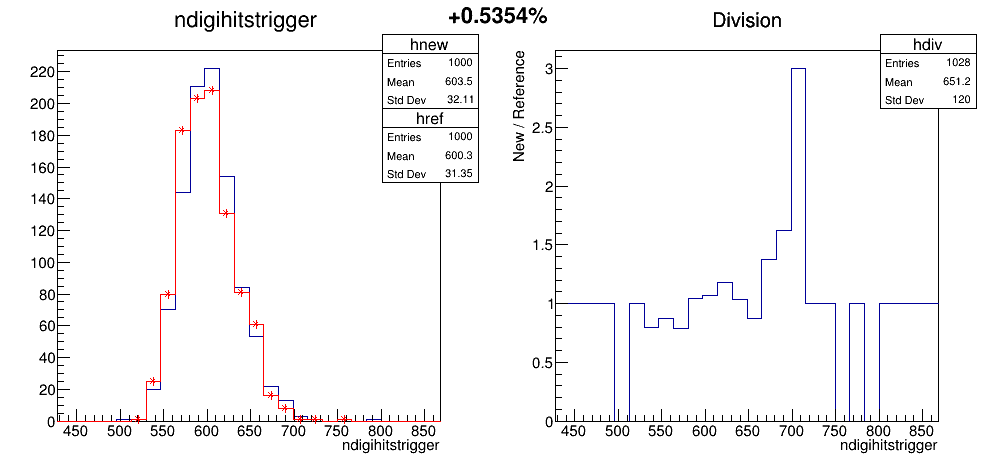 +0.5354%
ndigihitstrigger
hnew
Entries 1000
Mean 603.5
Std Dev 32.11
href
Entries 1000
Mean 600.3
Std Dev 31.35
220
200
180
160
140
120
100
80
60
40
20
0
450 500 550 600 650 700 750 800 850
ndigihitstrigger
Division
hdiv
Entries 1028
Mean 651.2
Std Dev 120
New / Reference
3
2.5
2
1.5
1
0.5
0
450 500 550 600 650 700 750 800 850
ndigihitstrigger